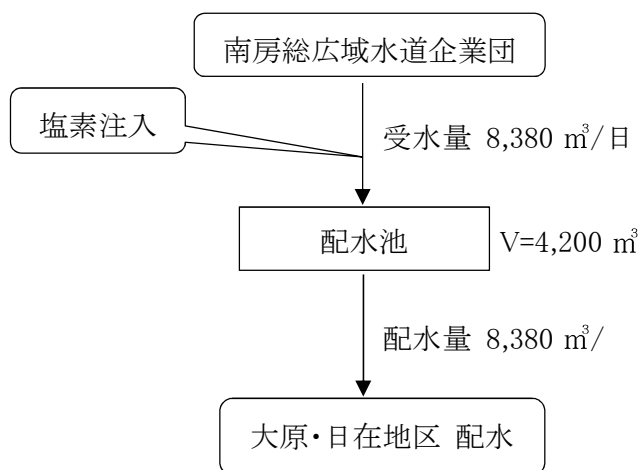 南房総広域水道企業団
塩素注入
受水量 8,380 ㎥/日
配水池
V=4,200 ㎥
配水量 8,380 ㎥/
大原・日在地区 配水